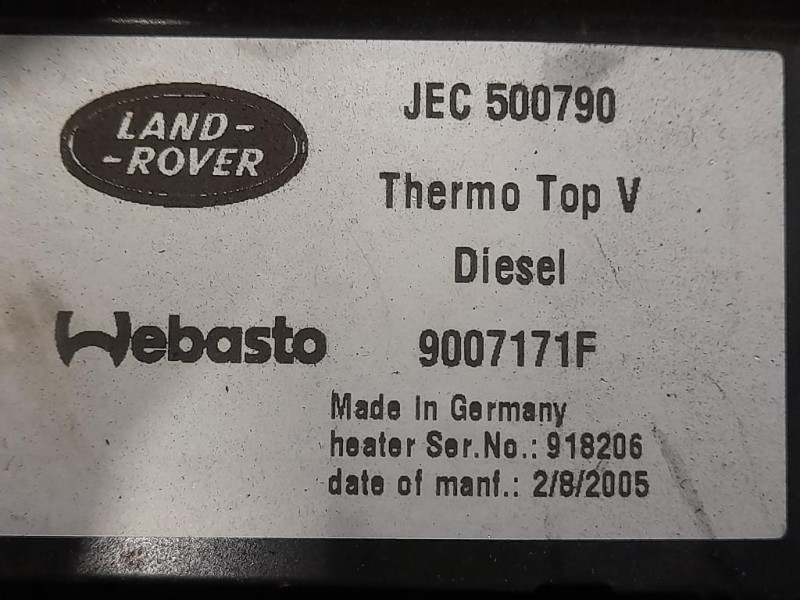 LAND-
-ROVER
JEC 500790
Thermo Top V
Diesel
Webasto
9007171F
Made In Germany
heater Ser.No.: 918206
date of manf.: 2/8/2005